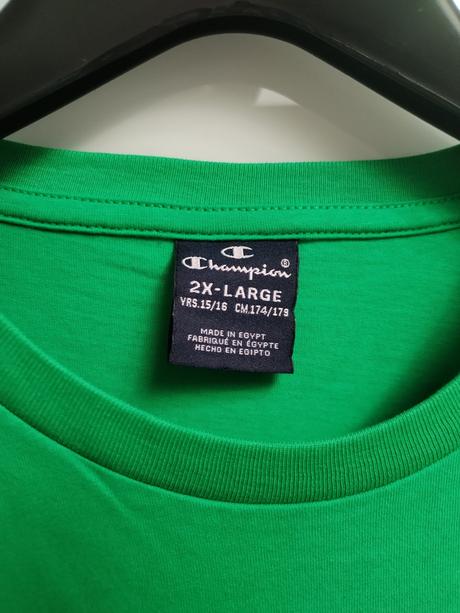 Champion®
2X-LARGE
YRS.15/16 CM.174/179
MADE IN EGYPT
FABRIQUÉ EN ÉGYPTE
HECHO EN EGIPTO